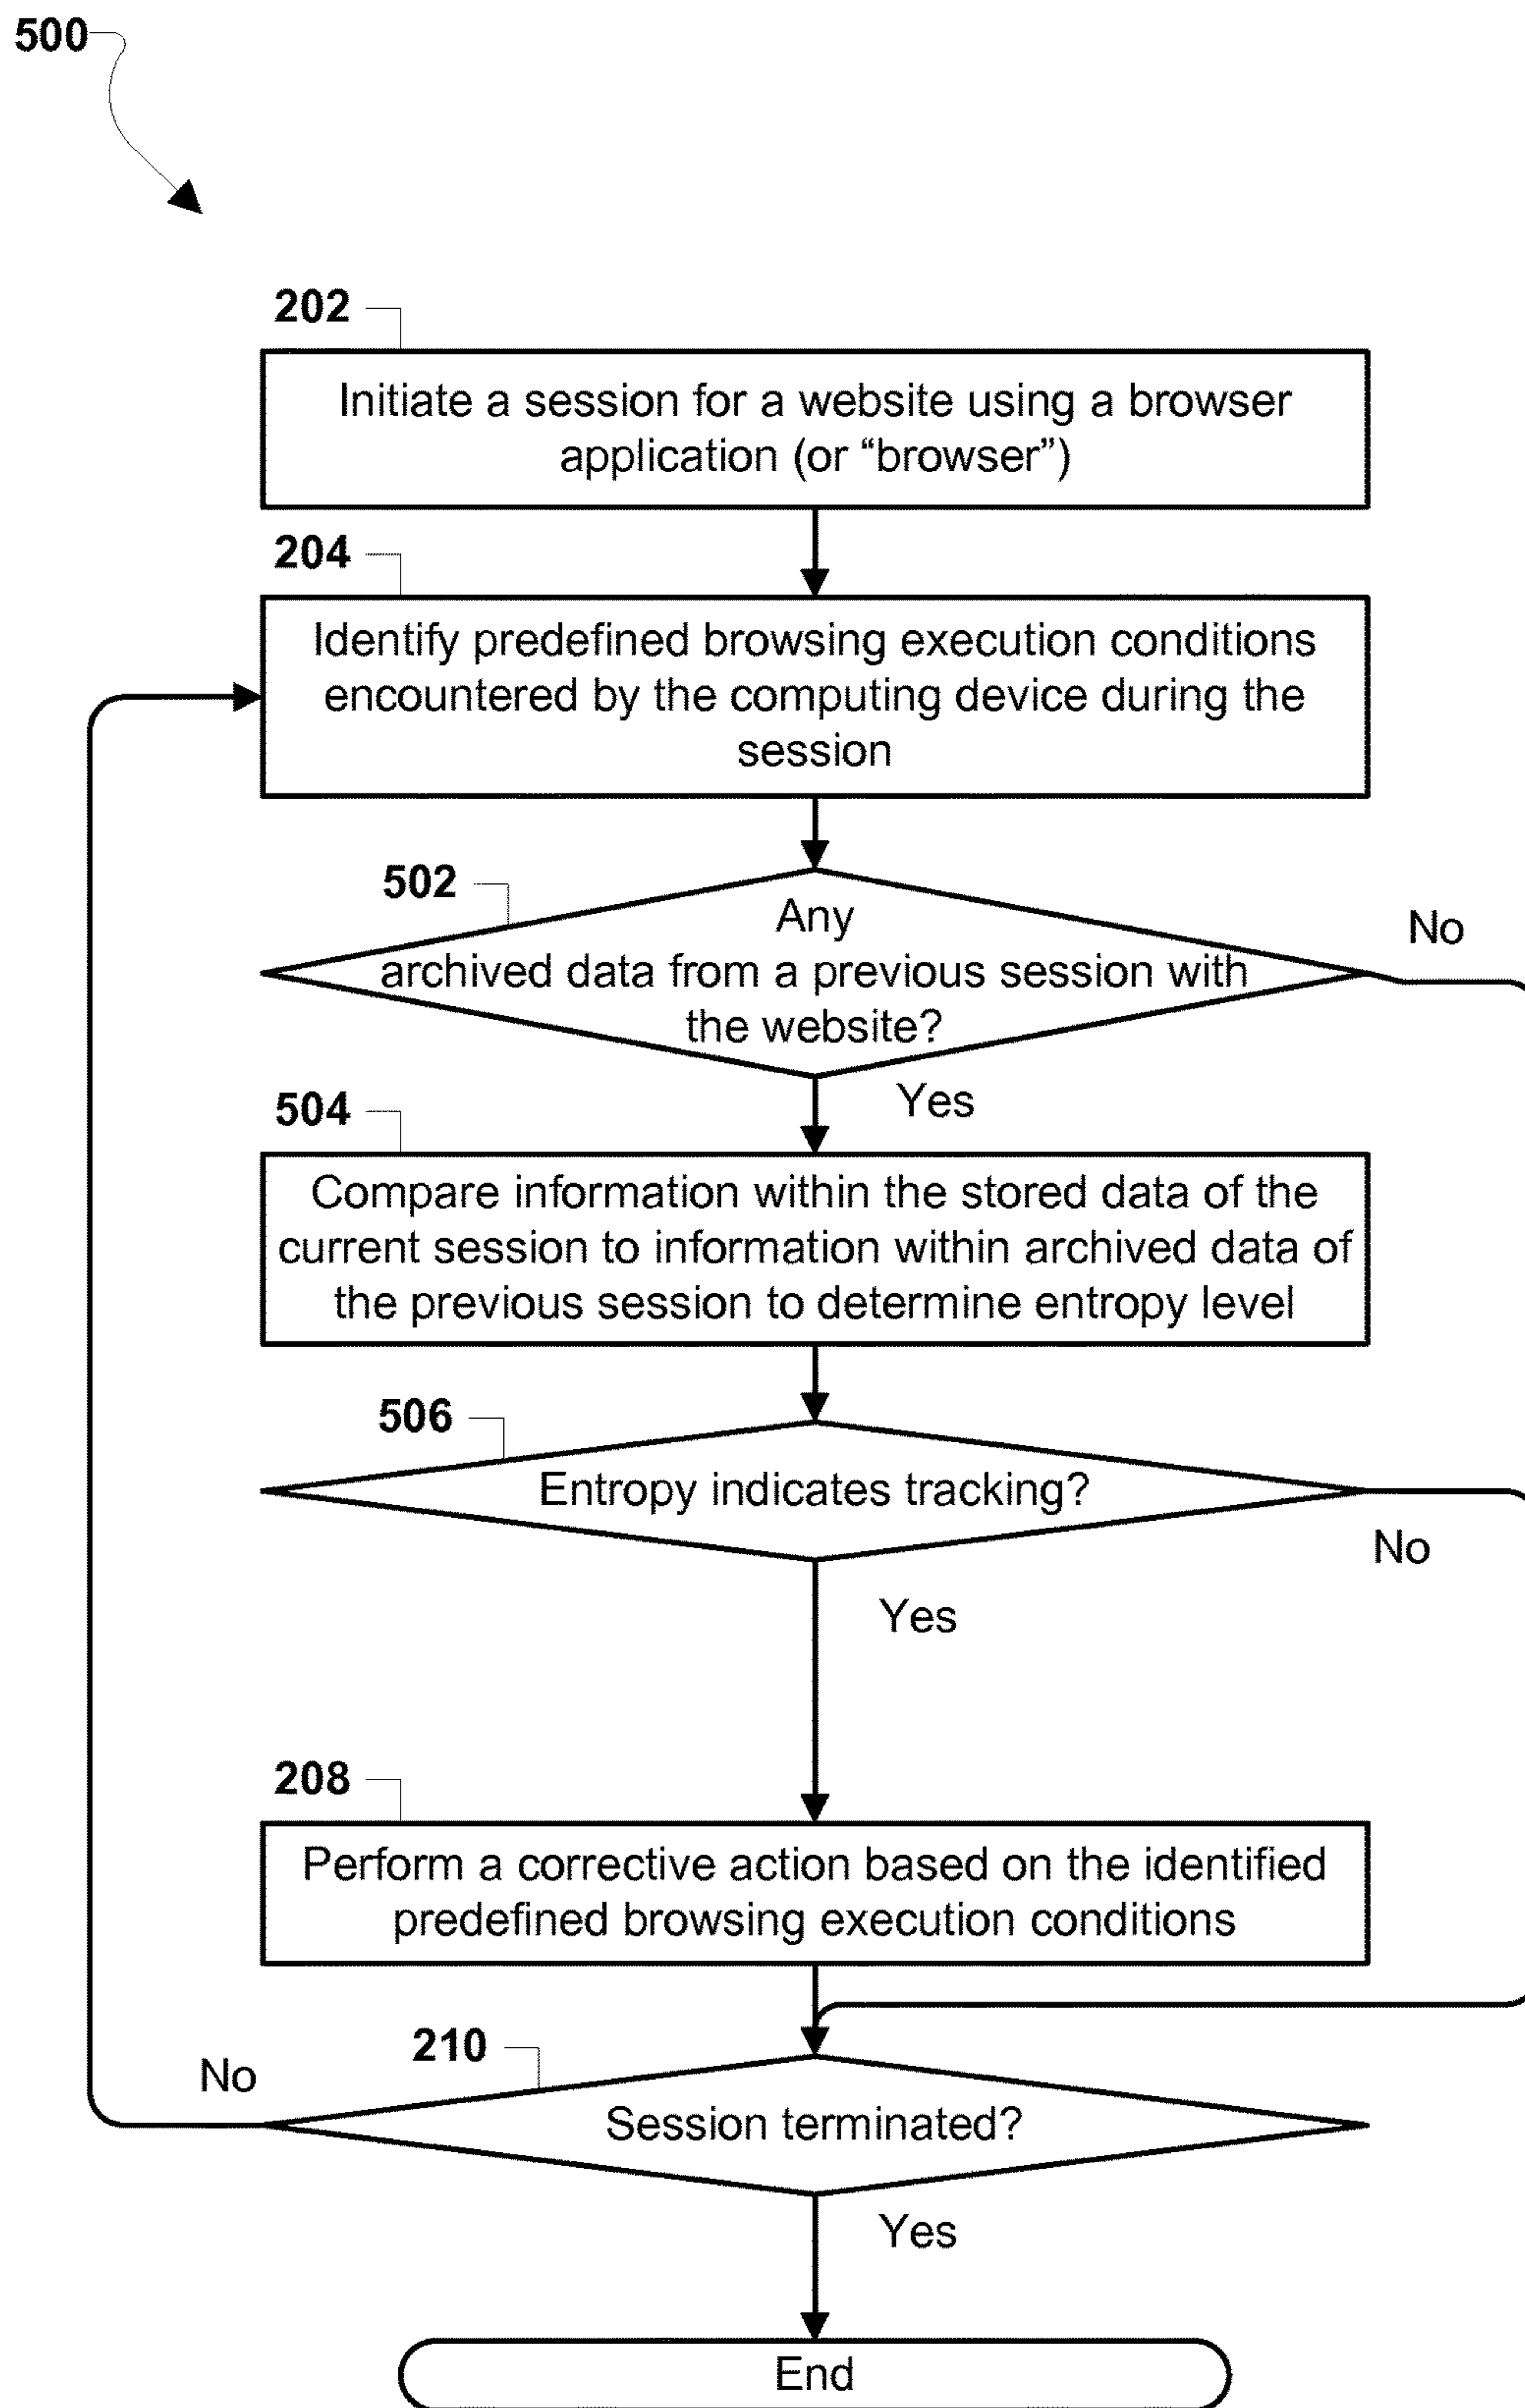 500
202
Initiate a session for a website using a browser
application (or “browser”)
204
Identify predefined browsing execution conditions
encountered by the computing device during the
session
502
Any
archived data from a previous session with
the website?
No
Yes
504
Compare information within the stored data of the
current session to information within archived data of
the previous session to determine entropy level
506
Entropy indicates tracking?
No
Yes
208
Perform a corrective action based on the identified
predefined browsing execution conditions
210
No
Session terminated?
Yes
End